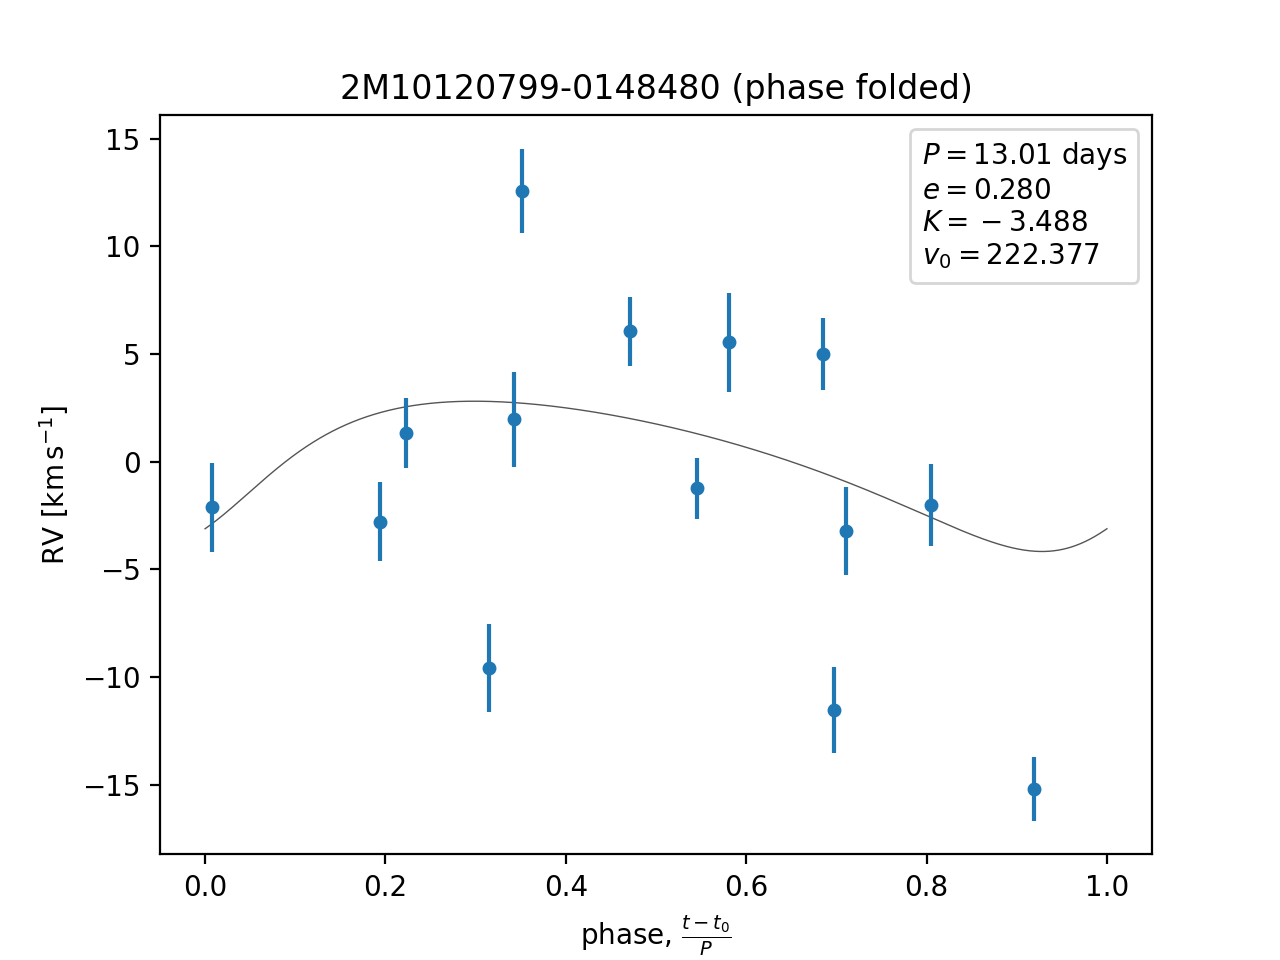 2M10120799-0148480 (phase folded)
P = 13.01 days
e = 0.280
K = −3.488
v₀ = 222.377
RV [km s⁻¹]
15
10
5
0
−5
−10
−15
0.0 0.2 0.4 0.6 0.8 1.0
phase, (t − t₀)/P